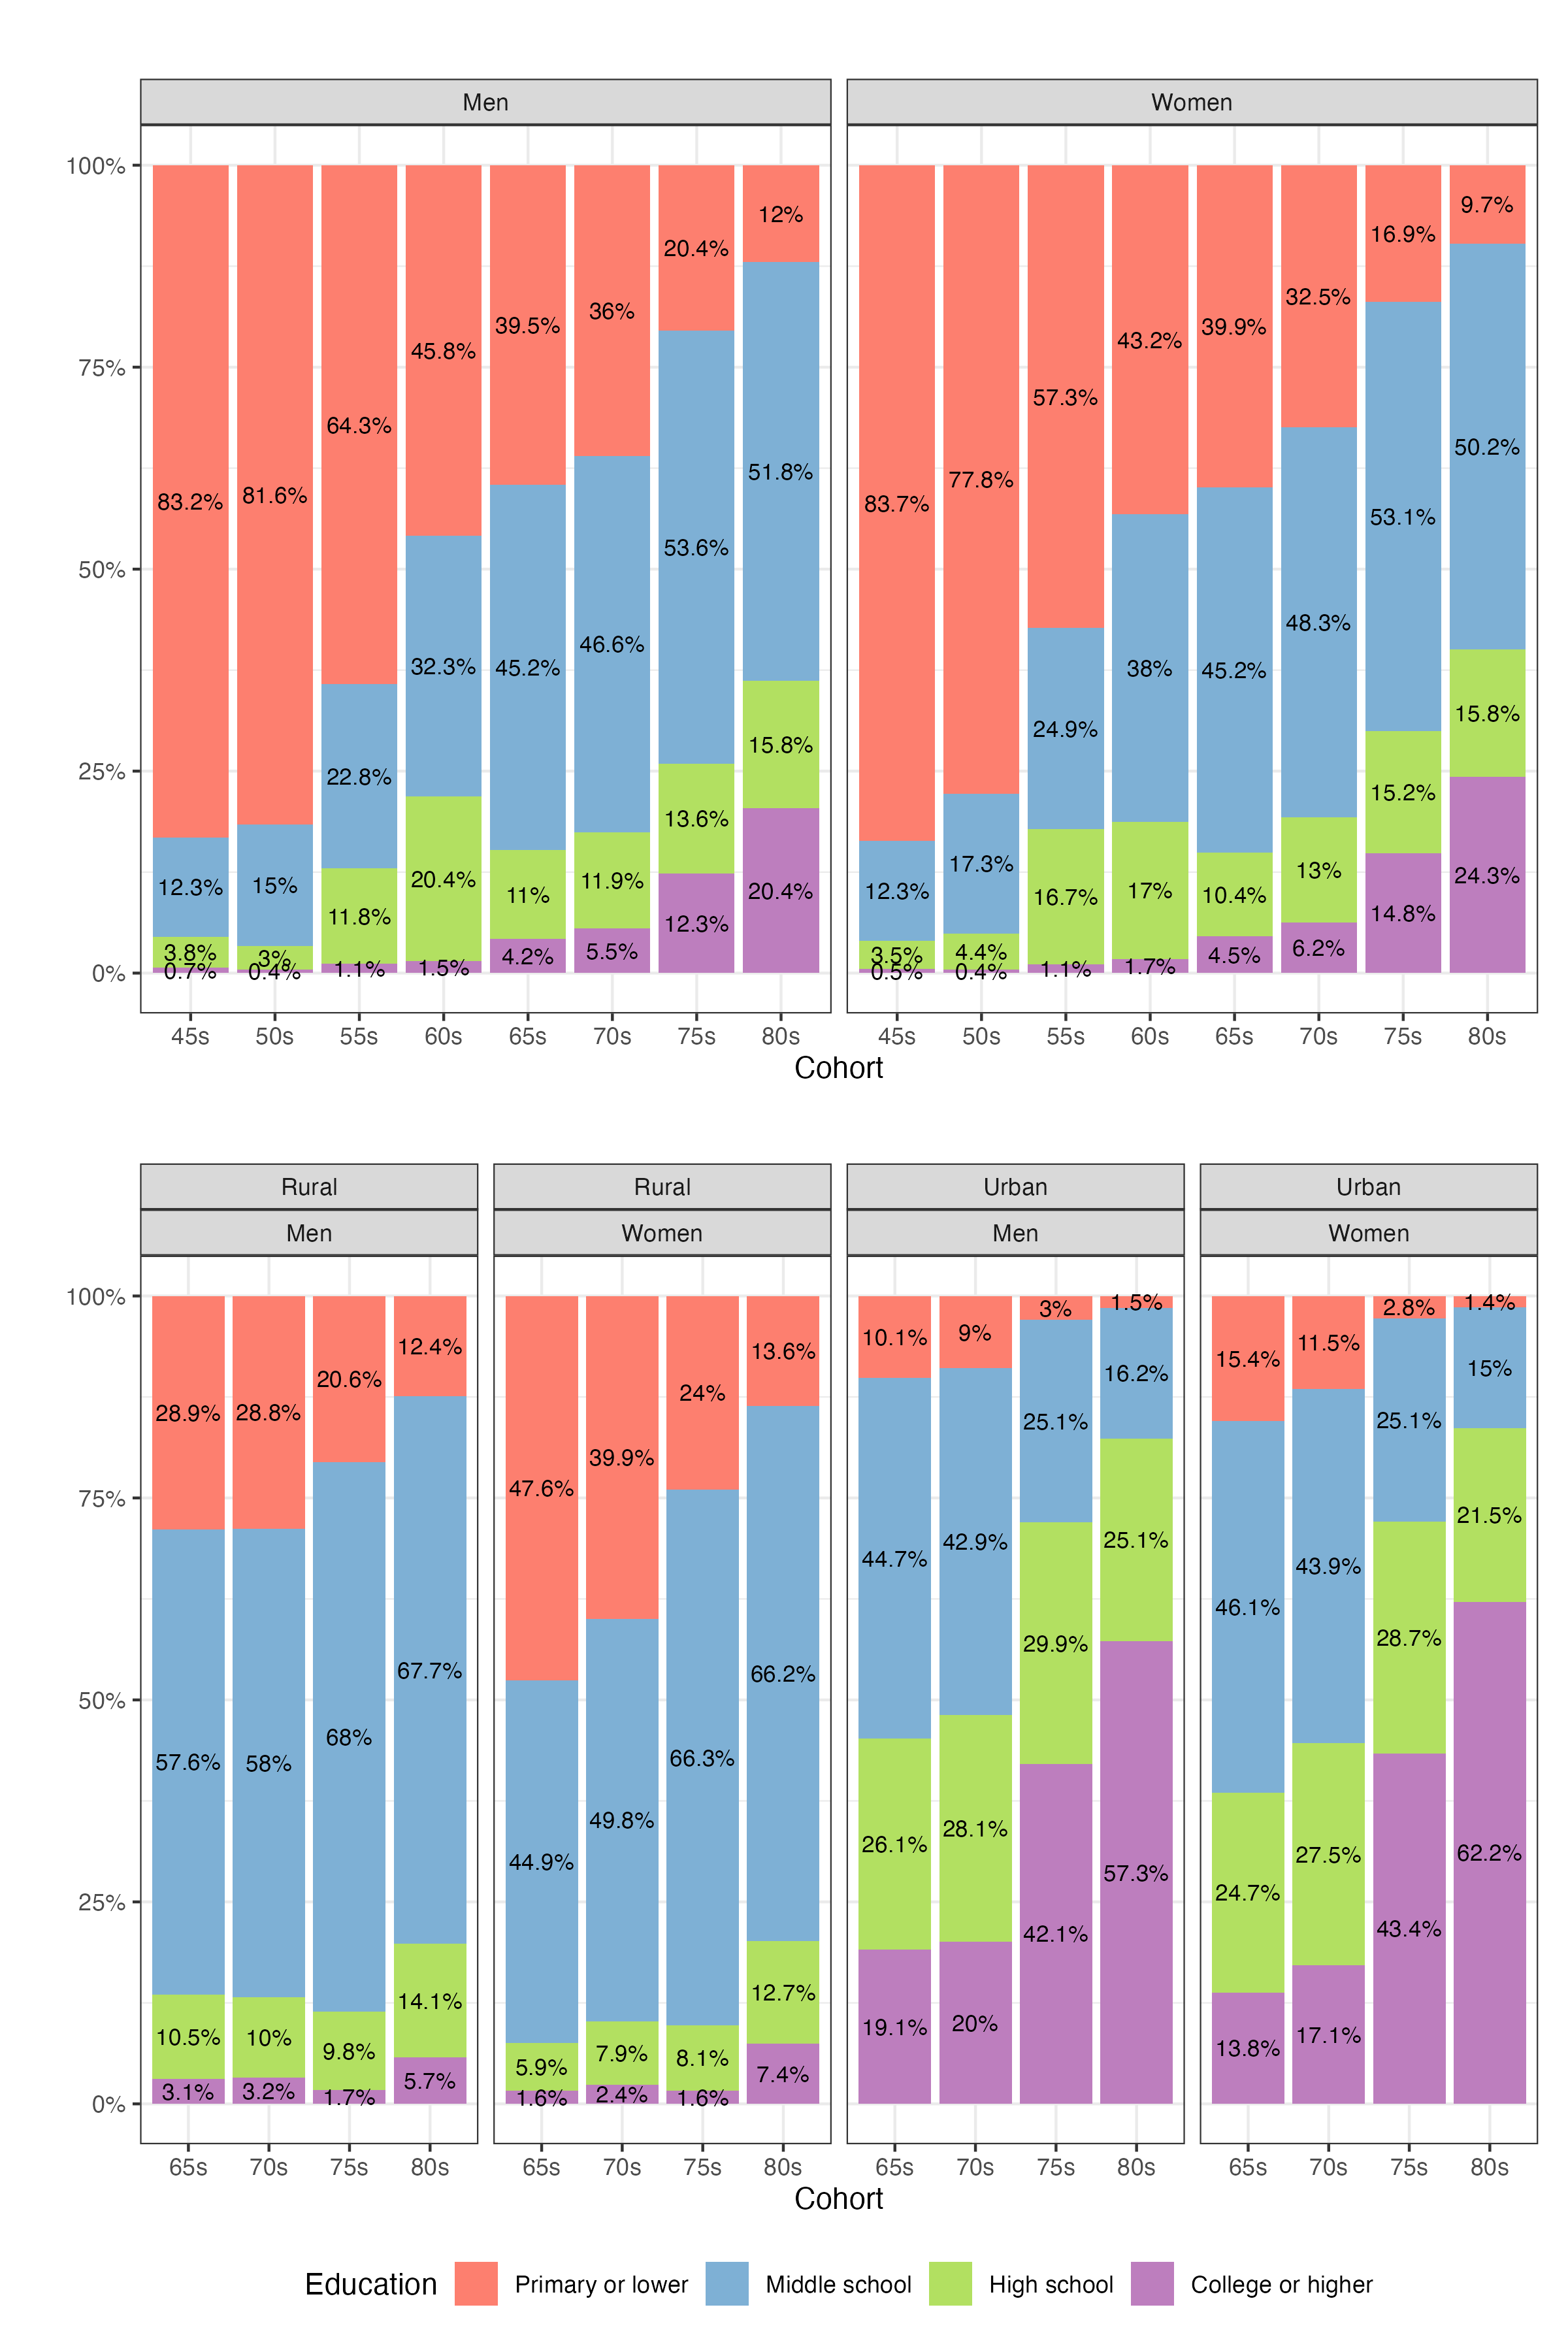 Men Women
100%
75%
50%
25%
0%
83.2% 81.6% 64.3% 45.8% 39.5% 36% 20.4% 12%
12.3% 15% 22.8% 32.3% 45.2% 46.6% 53.6% 51.8%
3.8% 3% 11.8% 20.4% 11% 11.9% 13.6% 15.8%
0.7% 0.4% 1.1% 1.5% 4.2% 5.5% 12.3% 20.4%
83.7% 77.8% 57.3% 43.2% 39.9% 32.5% 16.9% 9.7%
12.3% 17.3% 24.9% 38% 45.2% 48.3% 53.1% 50.2%
3.5% 4.4% 16.7% 17% 10.4% 13% 15.2% 15.8%
0.5% 0.4% 1.1% 1.7% 4.5% 6.2% 14.8% 24.3%
45s 50s 55s 60s 65s 70s 75s 80s 45s 50s 55s 60s 65s 70s 75s 80s
Cohort
Rural Rural Urban Urban
Men Women Men Women
100%
75%
50%
25%
0%
28.9% 28.8% 20.6% 12.4%
57.6% 58% 68% 67.7%
10.5% 10% 9.8% 14.1%
3.1% 3.2% 1.7% 5.7%
47.6% 39.9% 24% 13.6%
44.9% 49.8% 66.3% 66.2%
5.9% 7.9% 8.1% 12.7%
1.6% 2.4% 1.6% 7.4%
10.1% 9% 3% 1.5%
44.7% 42.9% 25.1% 16.2%
26.1% 28.1% 29.9% 25.1%
19.1% 20% 42.1% 57.3%
15.4% 11.5% 2.8% 1.4%
46.1% 43.9% 25.1% 15%
24.7% 27.5% 28.7% 21.5%
13.8% 17.1% 43.4% 62.2%
65s 70s 75s 80s 65s 70s 75s 80s 65s 70s 75s 80s 65s 70s 75s 80s
Cohort
Education Primary or lower Middle school High school College or higher